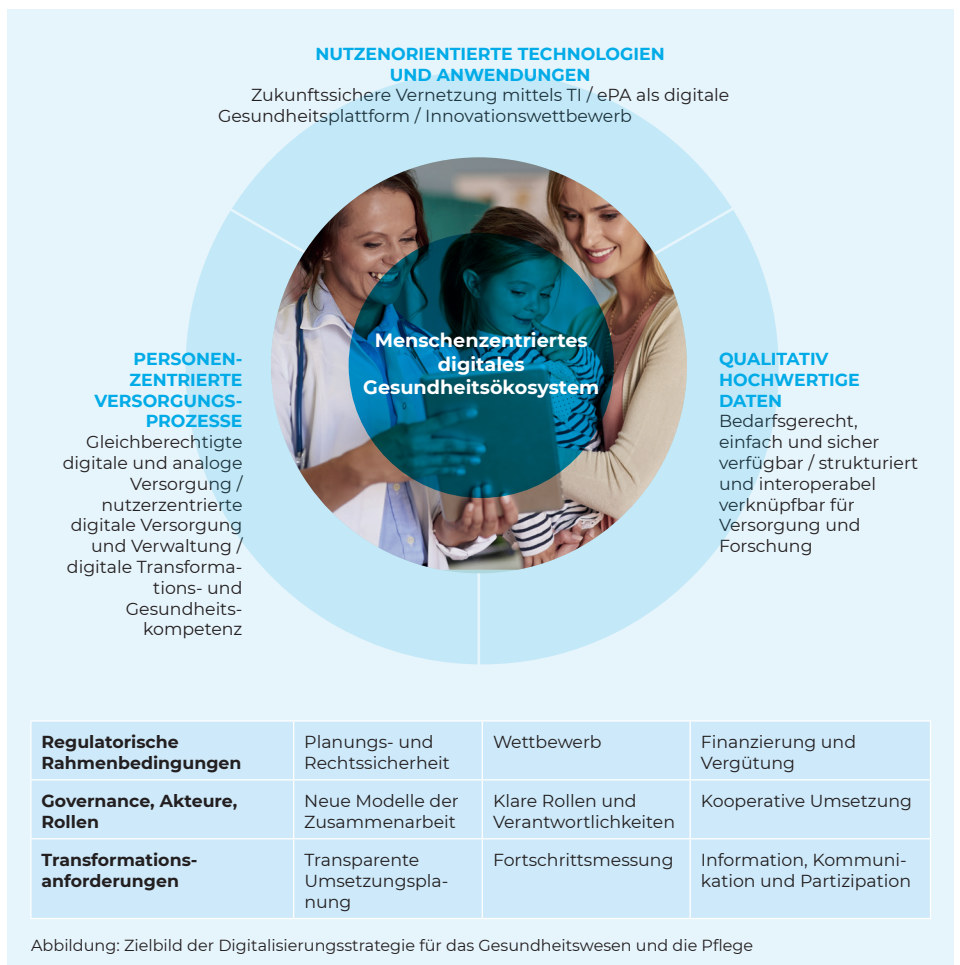 NUTZENORIENTIERTE TECHNOLOGIEN
UND ANWENDUNGEN
Zukunftssichere Vernetzung mittels TI / ePA als digitale
Gesundheitsplattform / Innovationswettbewerb
Menschenzentriertes
digitales
Gesundheitsökosystem
PERSONEN-
ZENTRIERTE
VERSORGUNGS-
PROZESSE
Gleichberechtigte
digitale und analoge
Versorgung /
nutzerzentrierte
digitale Versorgung
und Verwaltung /
digitale Transforma-
tions- und
Gesundheits-
kompetenz
QUALITATIV
HOCHWERTIGE
DATEN
Bedarfsgerecht,
einfach und sicher
verfügbar / strukturiert
und interoperabel
verknüpfbar für
Versorgung und
Forschung
Regulatorische
Rahmenbedingungen
Planungs- und
Rechtssicherheit
Wettbewerb
Finanzierung und
Vergütung
Governance, Akteure,
Rollen
Neue Modelle der
Zusammenarbeit
Klare Rollen und
Verantwortlichkeiten
Kooperative Umsetzung
Transformations-
anforderungen
Transparente
Umsetzungspla-
nung
Fortschrittsmessung
Information, Kommuni-
kation und Partizipation
Abbildung: Zielbild der Digitalisierungsstrategie für das Gesundheitswesen und die Pflege